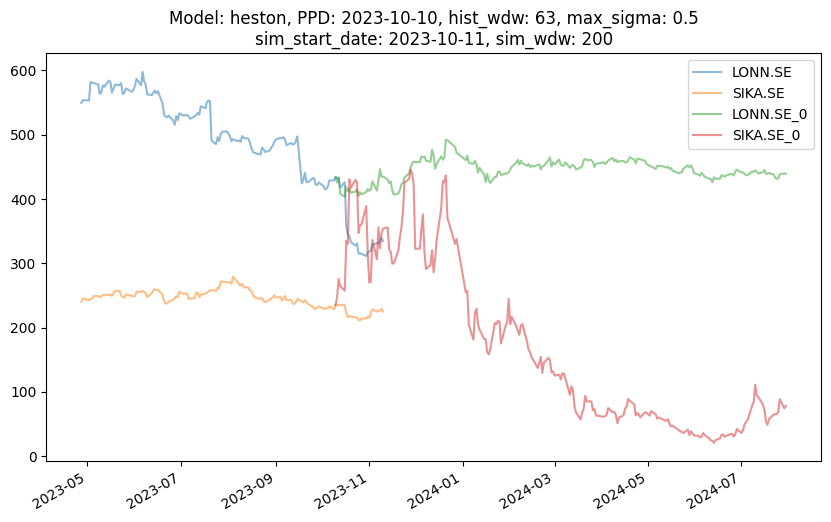 Model: heston, PPD: 2023-10-10, hist_wdw: 63, max_sigma: 0.5
sim_start_date: 2023-10-11, sim_wdw: 200
LONN.SE
SIKA.SE
LONN.SE_0
SIKA.SE_0
600
500
400
300
200
100
0
2023-05
2023-07
2023-09
2023-11
2024-01
2024-03
2024-05
2024-07